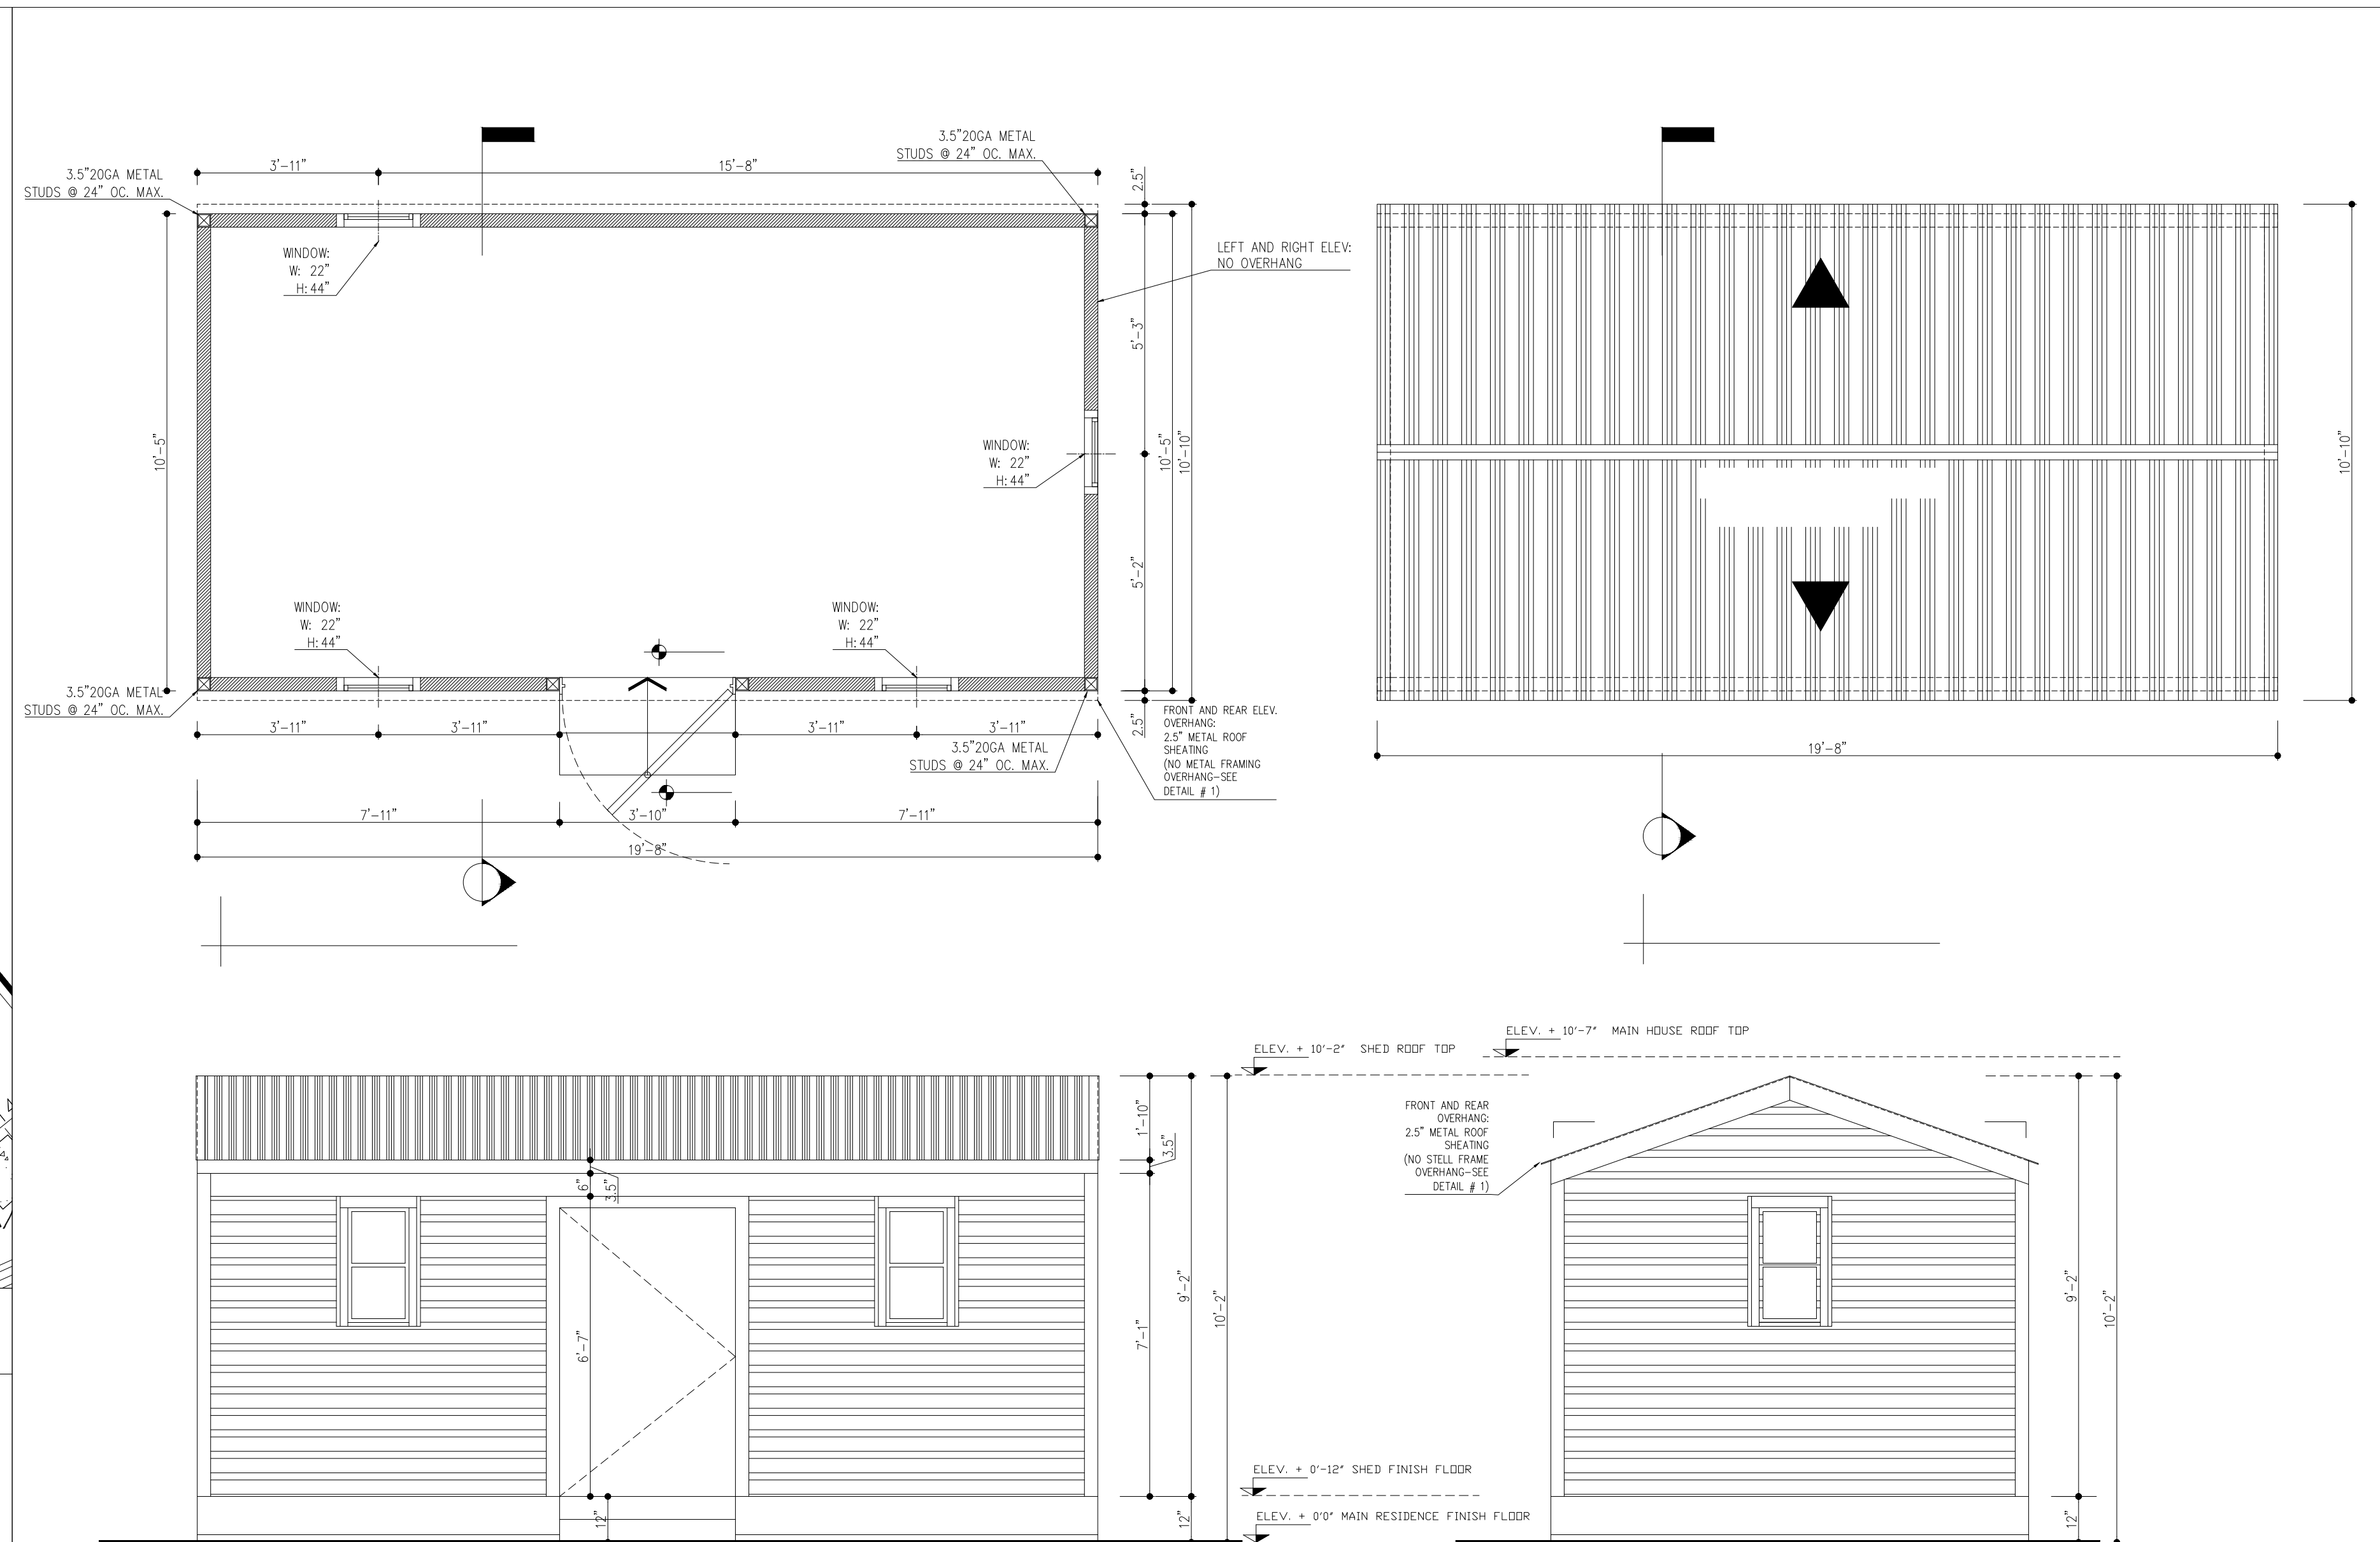 3'-11"
15'-8"
3.5"20GA METAL
STUDS @ 24" OC. MAX.
3.5"20GA METAL
STUDS @ 24" OC. MAX.
2.5"
WINDOW:
W: 22"
H: 44"
LEFT AND RIGHT ELEV:
NO OVERHANG
5'-3"
10'-5"
WINDOW:
W: 22"
H: 44"
10'-5"
10'-10"
5'-2"
WINDOW:
W: 22"
H: 44"
WINDOW:
W: 22"
H: 44"
3.5"20GA METAL
STUDS @ 24" OC. MAX.
2.5"
3'-11"
3'-11"
3'-11"
3'-11"
3.5"20GA METAL
STUDS @ 24" OC. MAX.
FRONT AND REAR ELEV.
OVERHANG:
2.5" METAL ROOF
SHEATING
(NO METAL FRAMING
OVERHANG-SEE
DETAIL # 1)
7'-11"
3'-10"
7'-11"
19'-8"
10'-10"
19'-8"
ELEV. + 10'-2" SHED ROOF TOP
ELEV. + 10'-7" MAIN HOUSE ROOF TOP
1'-10"
3.5"
6"
3.5"
6'-7"
7'-1"
9'-2"
10'-2"
12"
12"
FRONT AND REAR
OVERHANG:
2.5" METAL ROOF
SHEATING
(NO STELL FRAME
OVERHANG-SEE
DETAIL # 1)
9'-2"
10'-2"
12"
ELEV. + 0'-12" SHED FINISH FLOOR
ELEV. + 0'0" MAIN RESIDENCE FINISH FLOOR